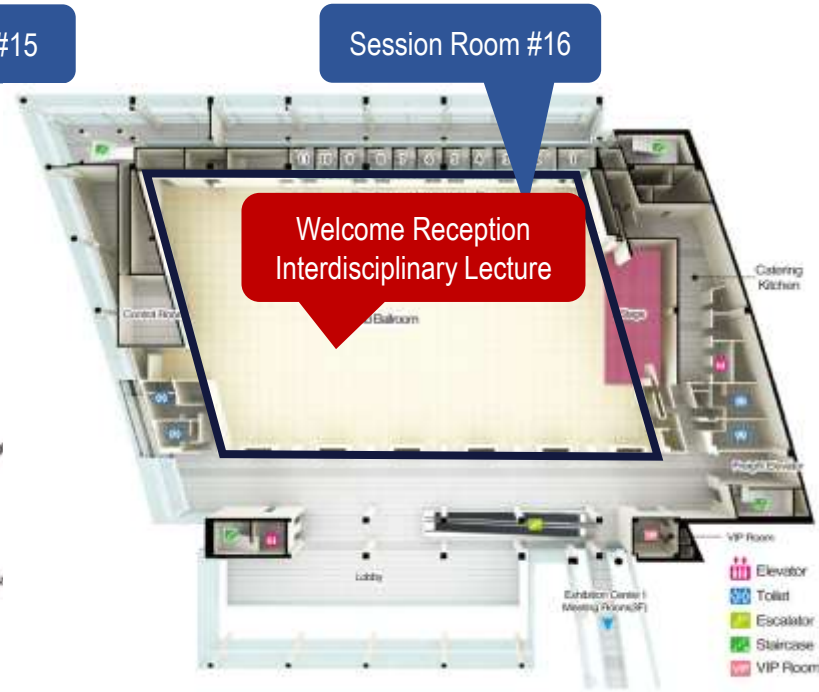 #15
Session Room #16
Welcome Reception
Interdisciplinary Lecture
Catering
Kitchen
Control Room
Ballroom
Stage
Freight Elevator
VIP Room
Lobby
Exhibition Center I
Meeting Rooms(3F)
Elevator
Toilet
Escalator
Staircase
VIP Room